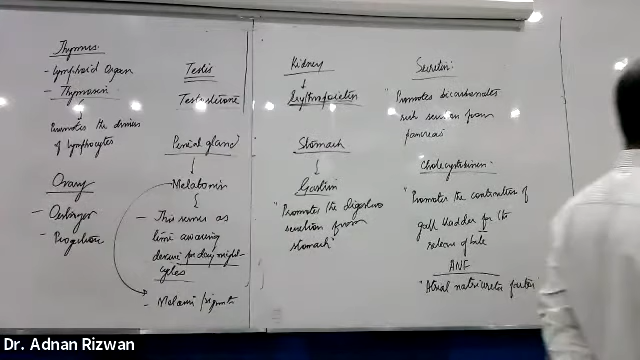 Thymus:
- Lymphoid Organ
- Thymosin.
Promotes the division
of lymphocytes
Ovary
- Oestrogen
- Progesterone
Testis
Testosterone
Pineal gland
Melatonin
- This serves as
time awaring
device for day night
cycles
- Melanin pigment
Kidney
Erythropoietin
Stomach
Gastrin
"Promotes the digestive
secretion from
stomach"
Secretin:
"Promotes bicarbonates
rich secretion from
pancreas
Cholecystokinin:
"Promotes the contraction of
gall bladder for the
release of bile
ANF
"Atrial natriuretic factor"
Dr. Adnan Rizwan